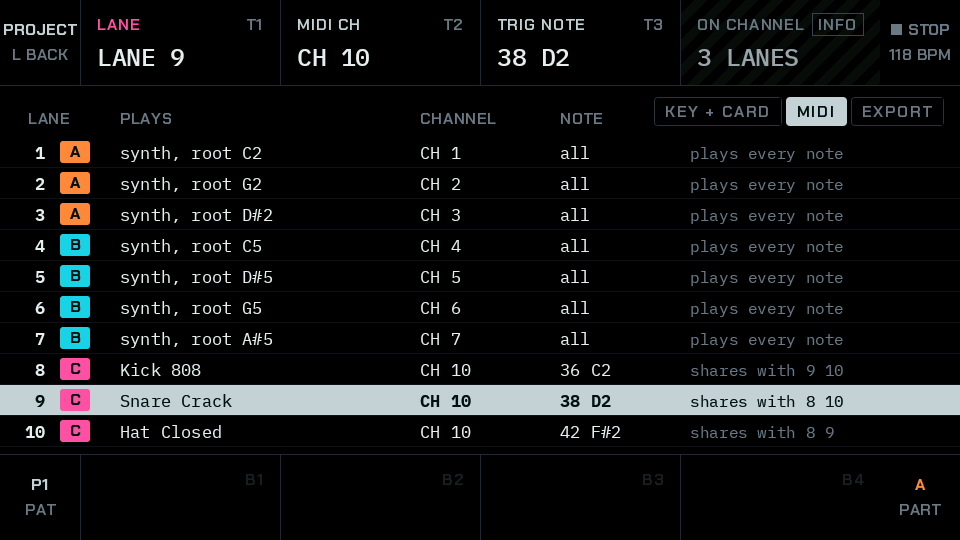 PROJECT
L BACK
LANE T1
LANE 9
MIDI CH T2
CH 10
TRIG NOTE T3
38 D2
ON CHANNEL INFO
3 LANES
STOP
118 BPM
LANE PLAYS CHANNEL NOTE KEY + CARD MIDI EXPORT
1 A synth, root C2 CH 1 all plays every note
2 A synth, root G2 CH 2 all plays every note
3 A synth, root D#2 CH 3 all plays every note
4 B synth, root C5 CH 4 all plays every note
5 B synth, root D#5 CH 5 all plays every note
6 B synth, root G5 CH 6 all plays every note
7 B synth, root A#5 CH 7 all plays every note
8 C Kick 808 CH 10 36 C2 shares with 9 10
9 C Snare Crack CH 10 38 D2 shares with 8 10
10 C Hat Closed CH 10 42 F#2 shares with 8 9
P1
PAT
B1
B2
B3
B4
A
PART